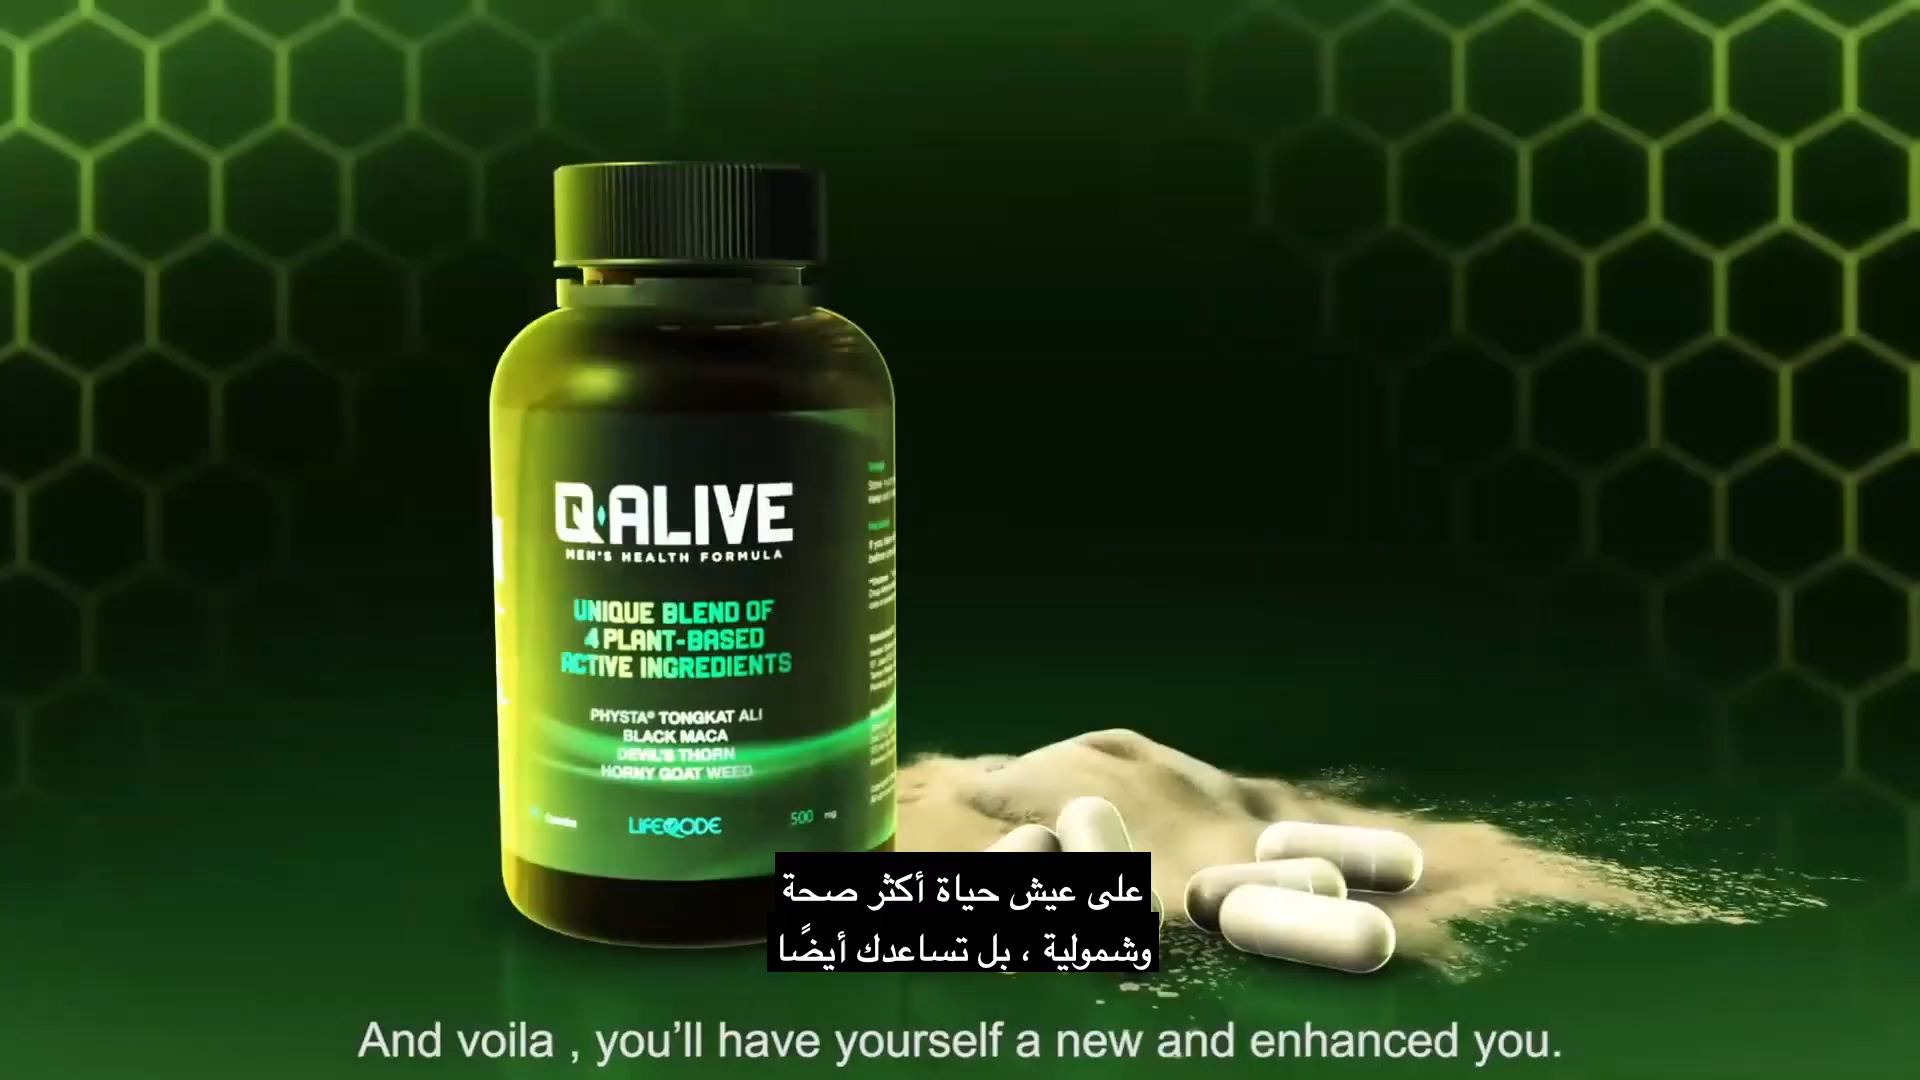 Q·ALIVE
MEN'S HEALTH FORMULA
UNIQUE BLEND OF
4 PLANT-BASED
ACTIVE INGREDIENTS
PHYSTA® TONGKAT ALI
BLACK MACA
DEVIL'S THORN
HORNY GOAT WEED
LIFEQODE
500 mg
على عيش حياة أكثر صحة
وشمولية ، بل تساعدك أيضًا
And voila , you'll have yourself a new and enhanced you.